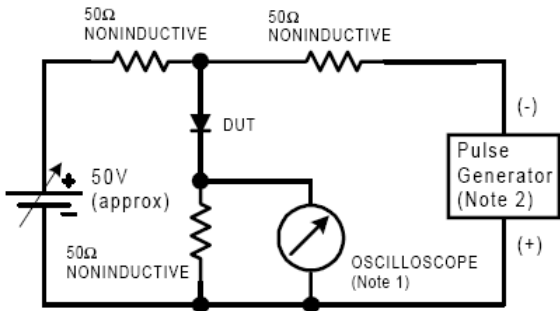 50Ω
NONINDUCTIVE
50Ω
NONINDUCTIVE
DUT
(-)
Pulse
Generator
(Note 2)
(+)
+
50V
(approx)
-
50Ω
NONINDUCTIVE
OSCILLOSCOPE
(Note 1)